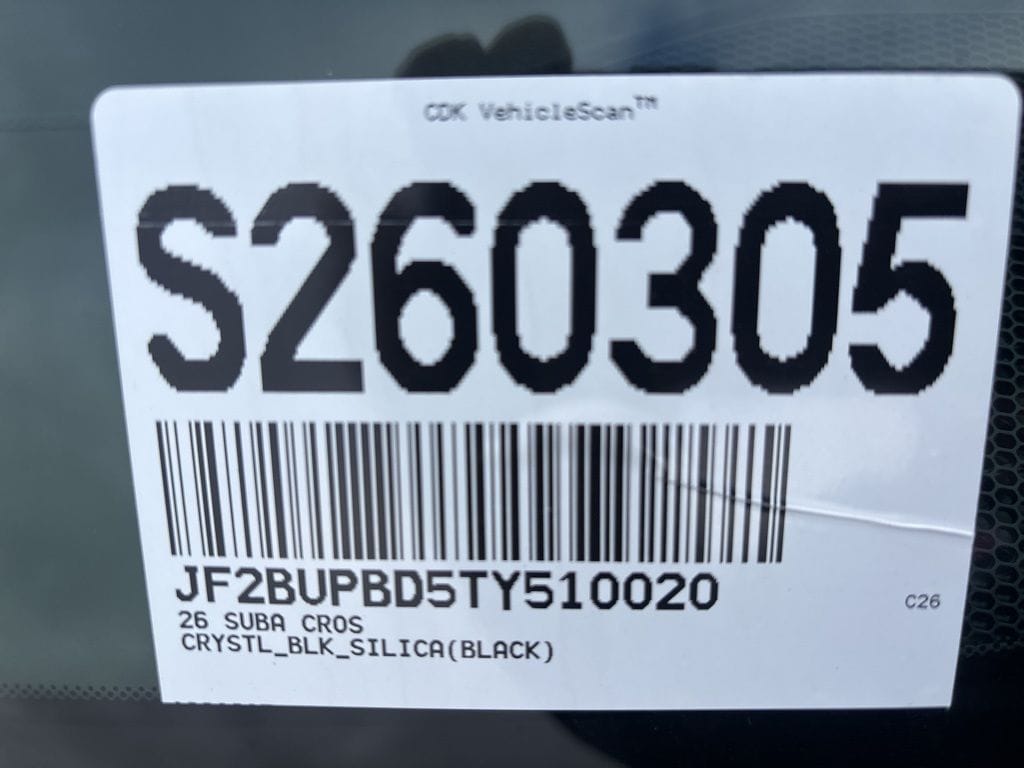 CDK VehicleScan™
S260305
JF2BUPBD5TY510020
26 SUBA CROS
C26
CRYSTL_BLK_SILICA(BLACK)